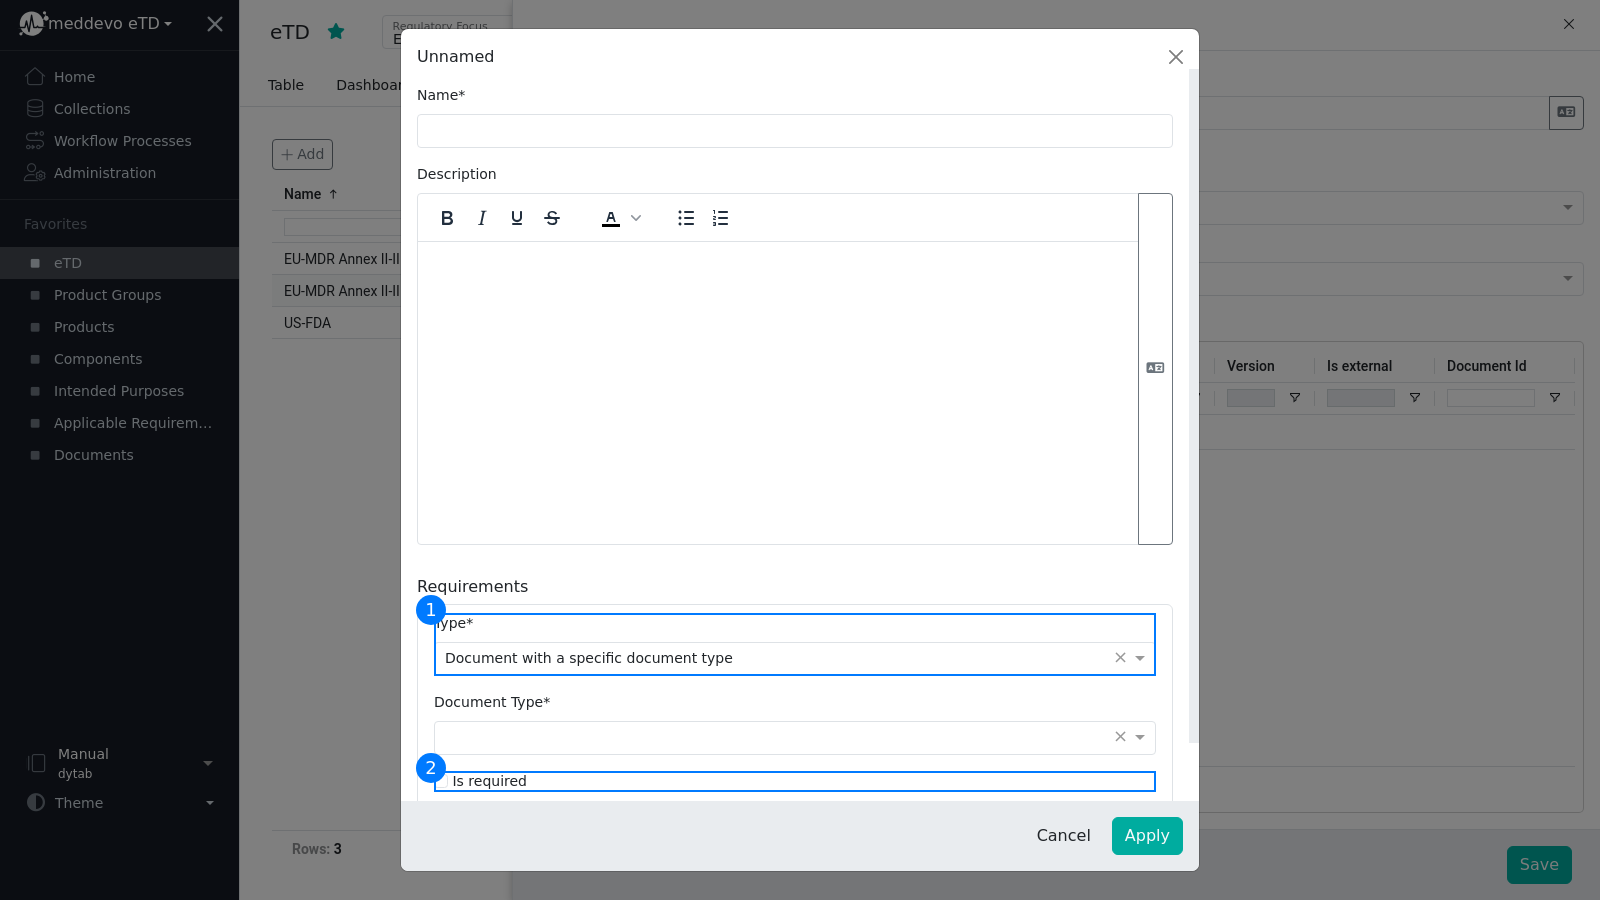 meddevo eTD
Home
Collections
Workflow Processes
Administration
Favorites
eTD
Product Groups
Products
Components
Intended Purposes
Applicable Requirem...
Documents
Manual
dytab
Theme
eTD
Regulatory Focus
E
Table
Dashboar
Add
Name
EU-MDR Annex II-II
EU-MDR Annex II-II
US-FDA
Rows: 3
Unnamed
Name*
Description
B I U S A
Requirements
1
Type*
Document with a specific document type
Document Type*
2
Is required
Cancel
Apply
Version
Is external
Document Id
Save